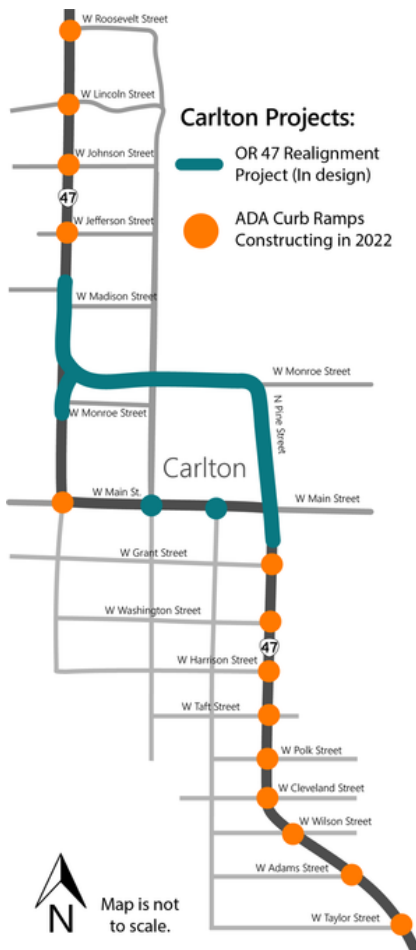 W Roosevelt Street
W Lincoln Street
Carlton Projects:
W Johnson Street
OR 47 Realignment
Project (In design)
47
W Jefferson Street
ADA Curb Ramps
Constructing in 2022
W Madison Street
W Monroe Street
N Pine Street
W Monroe Street
Carlton
W Main St.
W Main Street
W Grant Street
W Washington Street
47
W Harrison Street
W Taft Street
W Polk Street
W Cleveland Street
W Wilson Street
W Adams Street
N
Map is not
to scale.
W Taylor Street